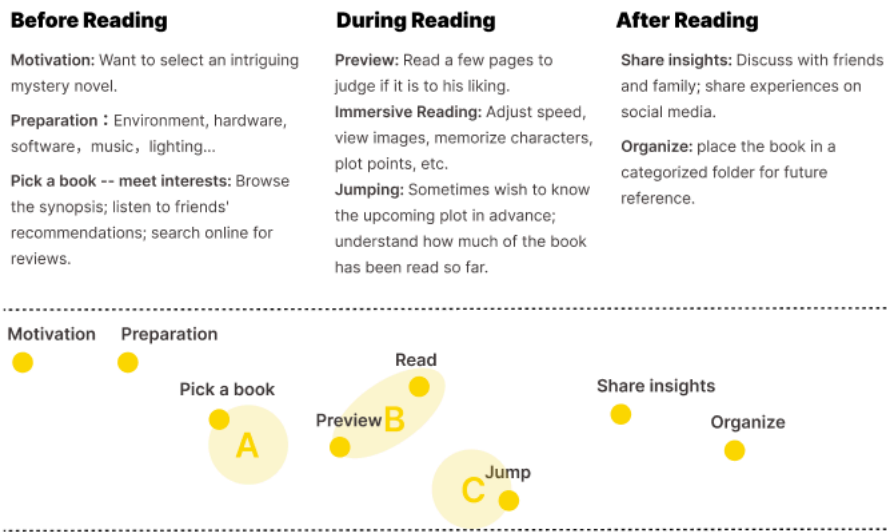 Before Reading
Motivation: Want to select an intriguing
mystery novel.
Preparation：Environment, hardware,
software，music，lighting...
Pick a book -- meet interests: Browse
the synopsis; listen to friends'
recommendations; search online for
reviews.
During Reading
Preview: Read a few pages to
judge if it is to his liking.
Immersive Reading: Adjust speed,
view images, memorize characters,
plot points, etc.
Jumping: Sometimes wish to know
the upcoming plot in advance;
understand how much of the book
has been read so far.
After Reading
Share insights: Discuss with friends
and family; share experiences on
social media.
Organize: place the book in a
categorized folder for future
reference.
Motivation
Preparation
Pick a book
A
Preview
B
Read
C
Jump
Share insights
Organize